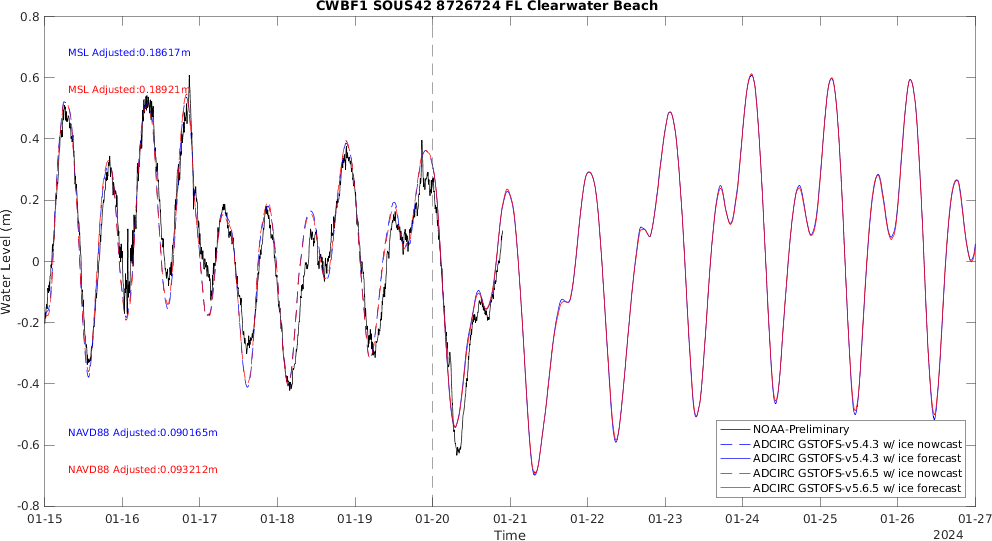 CWBF1 SOUS42 8726724 FL Clearwater Beach
Water Level (m)
0.8
0.6
0.4
0.2
0
-0.2
-0.4
-0.6
-0.8
MSL Adjusted:0.18617m
MSL Adjusted:0.18921m
NAVD88 Adjusted:0.090165m
NAVD88 Adjusted:0.093212m
NOAA-Preliminary
ADCIRC GSTOFS-v5.4.3 w/ ice nowcast
ADCIRC GSTOFS-v5.4.3 w/ ice forecast
ADCIRC GSTOFS-v5.6.5 w/ ice nowcast
ADCIRC GSTOFS-v5.6.5 w/ ice forecast
01-15 01-16 01-17 01-18 01-19 01-20 01-21 01-22 01-23 01-24 01-25 01-26 01-27
Time
2024